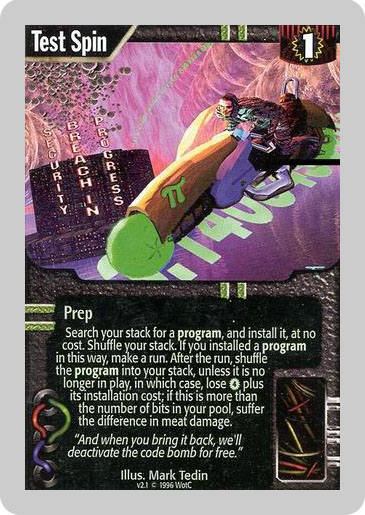 Test Spin
1
SECURITY
BREACH IN
PROGRESS
π
Prep
Search your stack for a program, and install it, at no
cost. Shuffle your stack. If you installed a program
in this way, make a run. After the run, shuffle
the program into your stack, unless it is no
longer in play, in which case, lose 4 plus
its installation cost; if this is more than
the number of bits in your pool, suffer
the difference in meat damage.
"And when you bring it back, we'll
deactivate the code bomb for free."
Illus. Mark Tedin
v2.1 © 1996 WotC